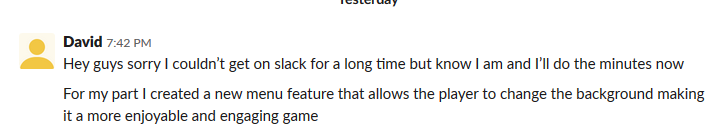 Yesterday
David 7:42 PM
Hey guys sorry I couldn't get on slack for a long time but know I am and I'll do the minutes now
For my part I created a new menu feature that allows the player to change the background making
it a more enjoyable and engaging game